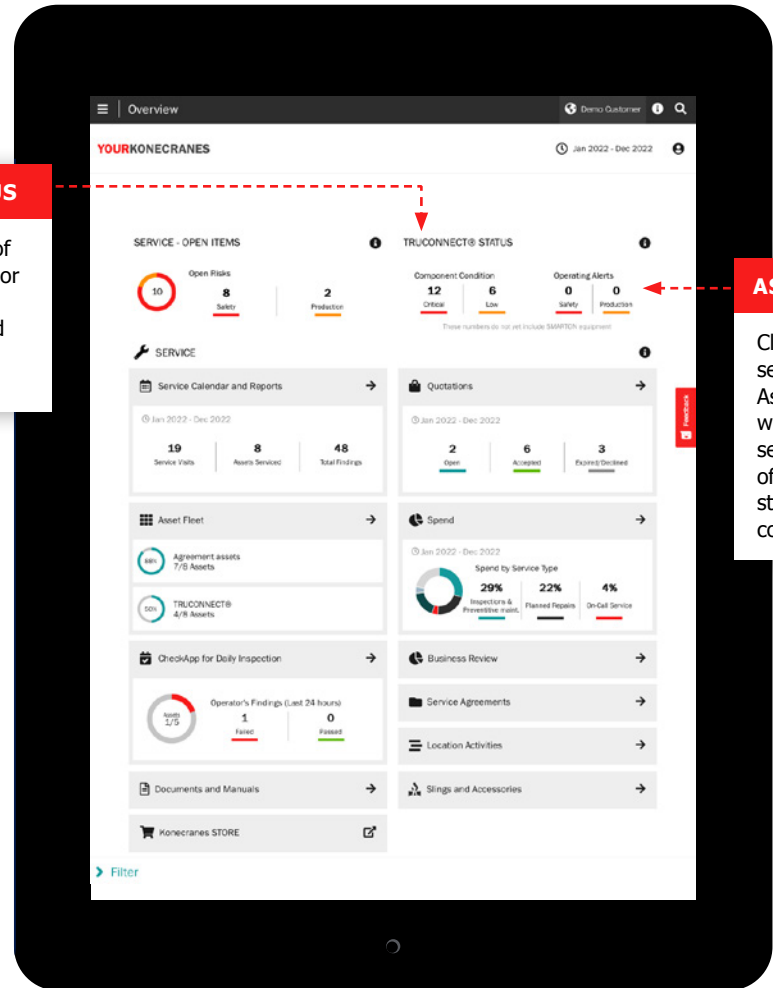 Overview
Demo Customer
YOURKONECRANES
Jan 2022 - Dec 2022
US
of
or
d
SERVICE - OPEN ITEMS
Open Risks
10
8
Safety
2
Production
TRUCONNECT® STATUS
Component Condition
12
Critical
6
Low
Operating Alerts
0
Safety
0
Production
These numbers do not yet include SMARTON equipment
AS
Cl
se
As
w
se
of
st
co
SERVICE
Service Calendar and Reports
Jan 2022 - Dec 2022
19
Service Visits
8
Assets Serviced
48
Total Findings
Quotations
Jan 2022 - Dec 2022
2
Open
6
Accepted
3
Expired/Declined
Feedback
Asset Fleet
88%
Agreement assets
7/8 Assets
50%
TRUCONNECT®
4/8 Assets
Spend
Jan 2022 - Dec 2022
Spend by Service Type
29%
Inspections &
Preventitive maint.
22%
Planned Repairs
4%
On-Call Service
CheckApp for Daily Inspection
Assets
1/5
Operator's Findings (Last 24 hours)
1
Failed
0
Passed
Business Review
Service Agreements
Location Activities
Documents and Manuals
Slings and Accessories
Konecranes STORE
Filter